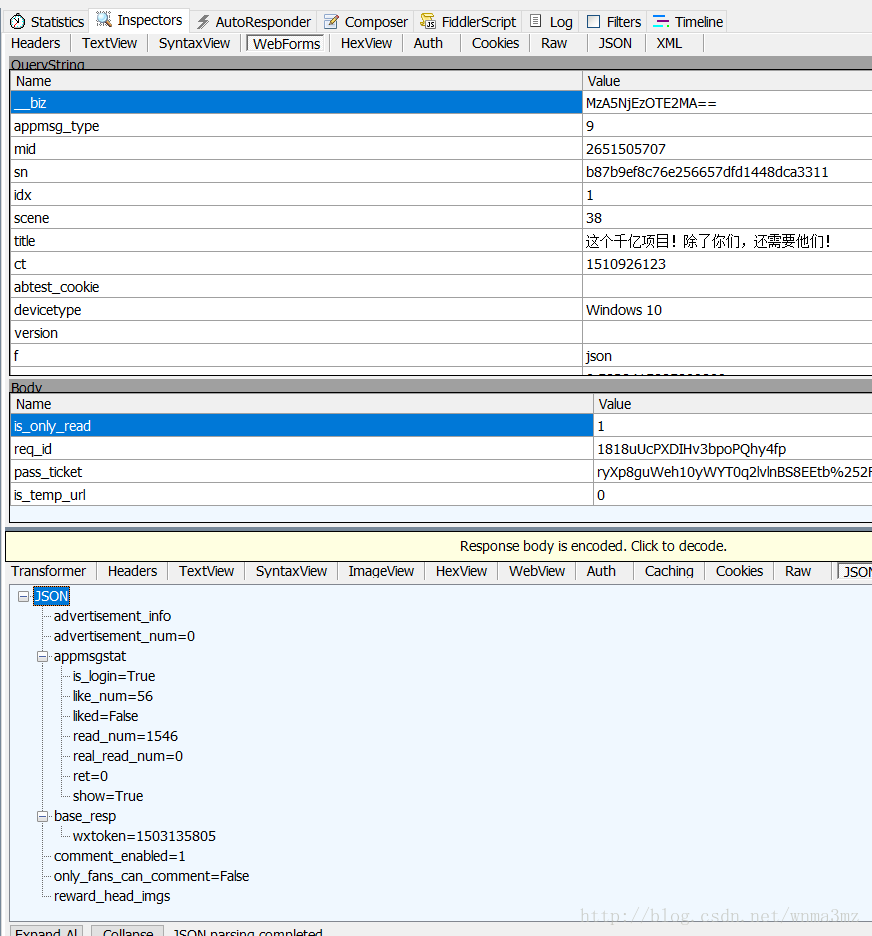 Statistics Inspectors AutoResponder Composer FiddlerScript Log Filters Timeline
Headers TextView SyntaxView WebForms HexView Auth Cookies Raw JSON XML
QueryString
Name Value
__biz MzA5NjEzOTE2MA==
appmsg_type 9
mid 2651505707
sn b87b9ef8c76e256657dfd1448dca3311
idx 1
scene 38
title 这个千亿项目！除了你们，还需要他们！
ct 1510926123
abtest_cookie
devicetype Windows 10
version
f json
Body
Name Value
is_only_read 1
req_id 1818uUcPXDIHv3bpoPQhy4fp
pass_ticket ryXp8guWeh10yWYT0q2lvlnBS8EEtb%252F
is_temp_url 0
Response body is encoded. Click to decode.
Transformer Headers TextView SyntaxView ImageView HexView WebView Auth Caching Cookies Raw JSON
JSON
advertisement_info
advertisement_num=0
appmsgstat
is_login=True
like_num=56
liked=False
read_num=1546
real_read_num=0
ret=0
show=True
base_resp
wxtoken=1503135805
comment_enabled=1
only_fans_can_comment=False
reward_head_imgs
http://blog.csdn.net/wnma3mz
Expand All Collapse JSON parsing completed.